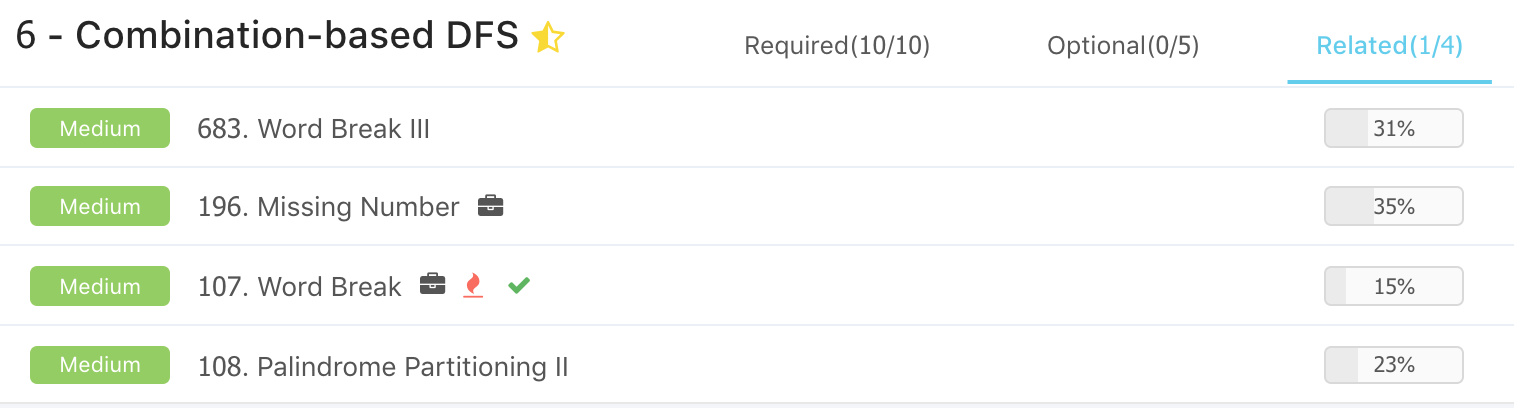 6 - Combination-based DFS Required(10/10) Optional(0/5) Related(1/4)
Medium 683. Word Break III 31%
Medium 196. Missing Number 35%
Medium 107. Word Break 15%
Medium 108. Palindrome Partitioning II 23%